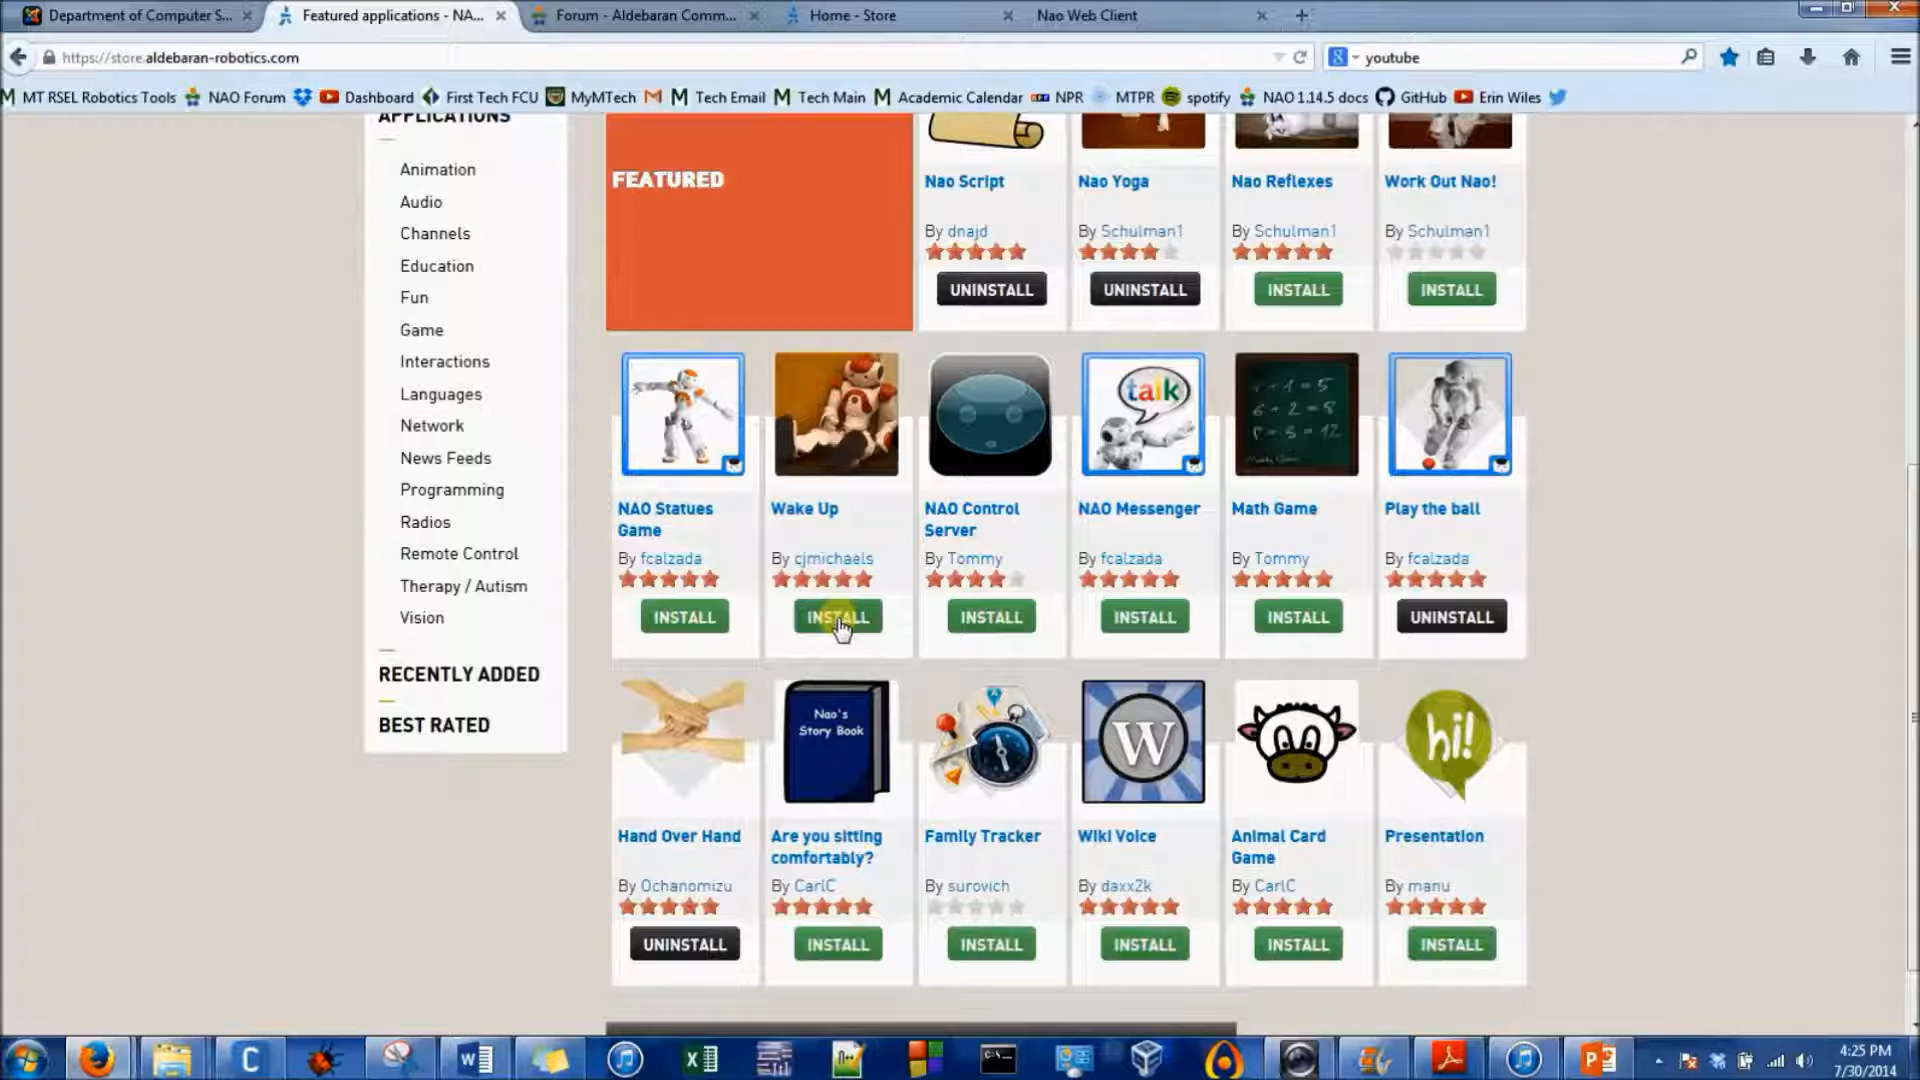 Department of Computer S...
Featured applications - NA...
Forum - Aldebaran Comm...
Home - Store
Nao Web Client
https://store.aldebaran-robotics.com
8
youtube
M MT RSEL Robotics Tools
NAO Forum
Dashboard
First Tech FCU
MyMTech
M Tech Email
M Tech Main
M Academic Calendar
NPR
MTPR
spotify
NAO 1.14.5 docs
GitHub
Erin Wiles
APPLICATIONS
Animation
Audio
Channels
Education
Fun
Game
Interactions
Languages
Network
News Feeds
Programming
Radios
Remote Control
Therapy / Autism
Vision
RECENTLY ADDED
BEST RATED
FEATURED
Nao Script
By dnajd
UNINSTALL
Nao Yoga
By Schulman1
UNINSTALL
Nao Reflexes
By Schulman1
INSTALL
Work Out Nao!
By Schulman1
INSTALL
NAO Statues
Game
By fcalzada
INSTALL
Wake Up
By cjmichaels
INSTALL
NAO Control
Server
By Tommy
INSTALL
talk
NAO Messenger
By fcalzada
INSTALL
Math Game
By Tommy
INSTALL
Play the ball
By fcalzada
UNINSTALL
Hand Over Hand
By Ochanomizu
UNINSTALL
Nao's
Story Book
Are you sitting
comfortably?
By CarlC
INSTALL
Family Tracker
By surovich
INSTALL
W
Wiki Voice
By daxx2k
INSTALL
Animal Card
Game
By CarlC
INSTALL
hi!
Presentation
By manu
INSTALL
4:25 PM
7/30/2014